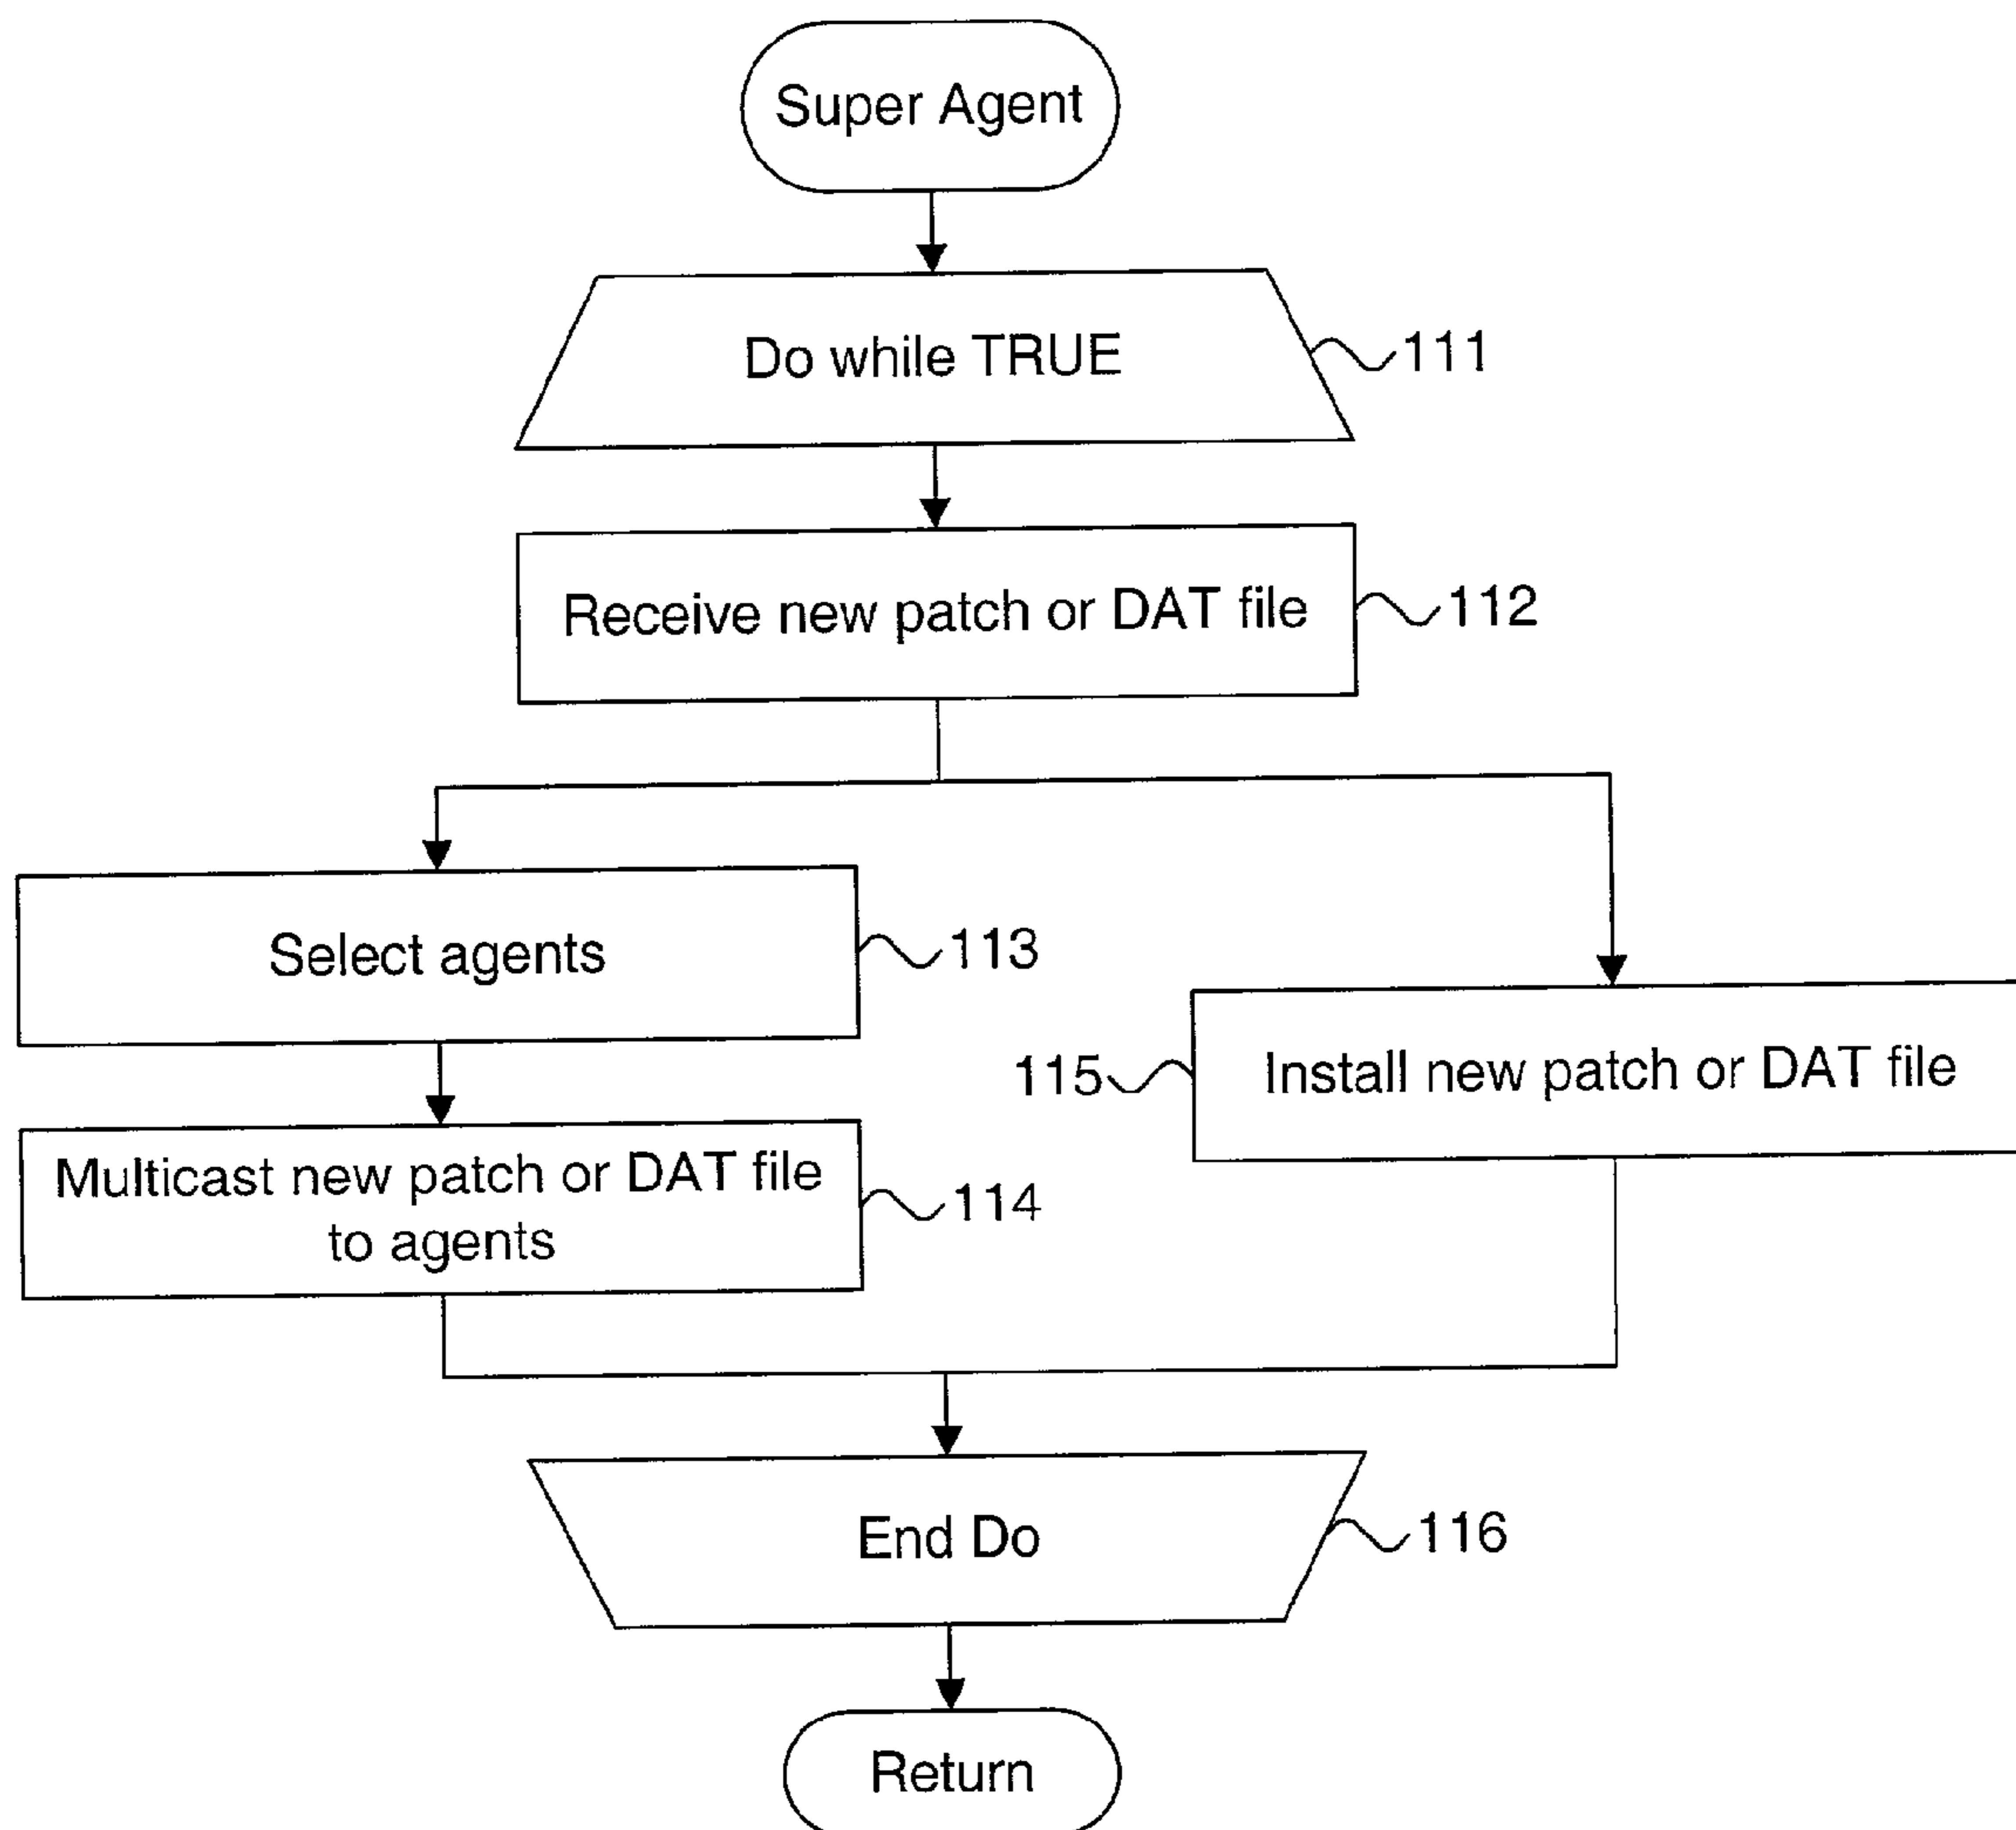 Super Agent
Do while TRUE
111
Receive new patch or DAT file
112
Select agents
113
115
Install new patch or DAT file
Multicast new patch or DAT file
to agents
114
End Do
116
Return